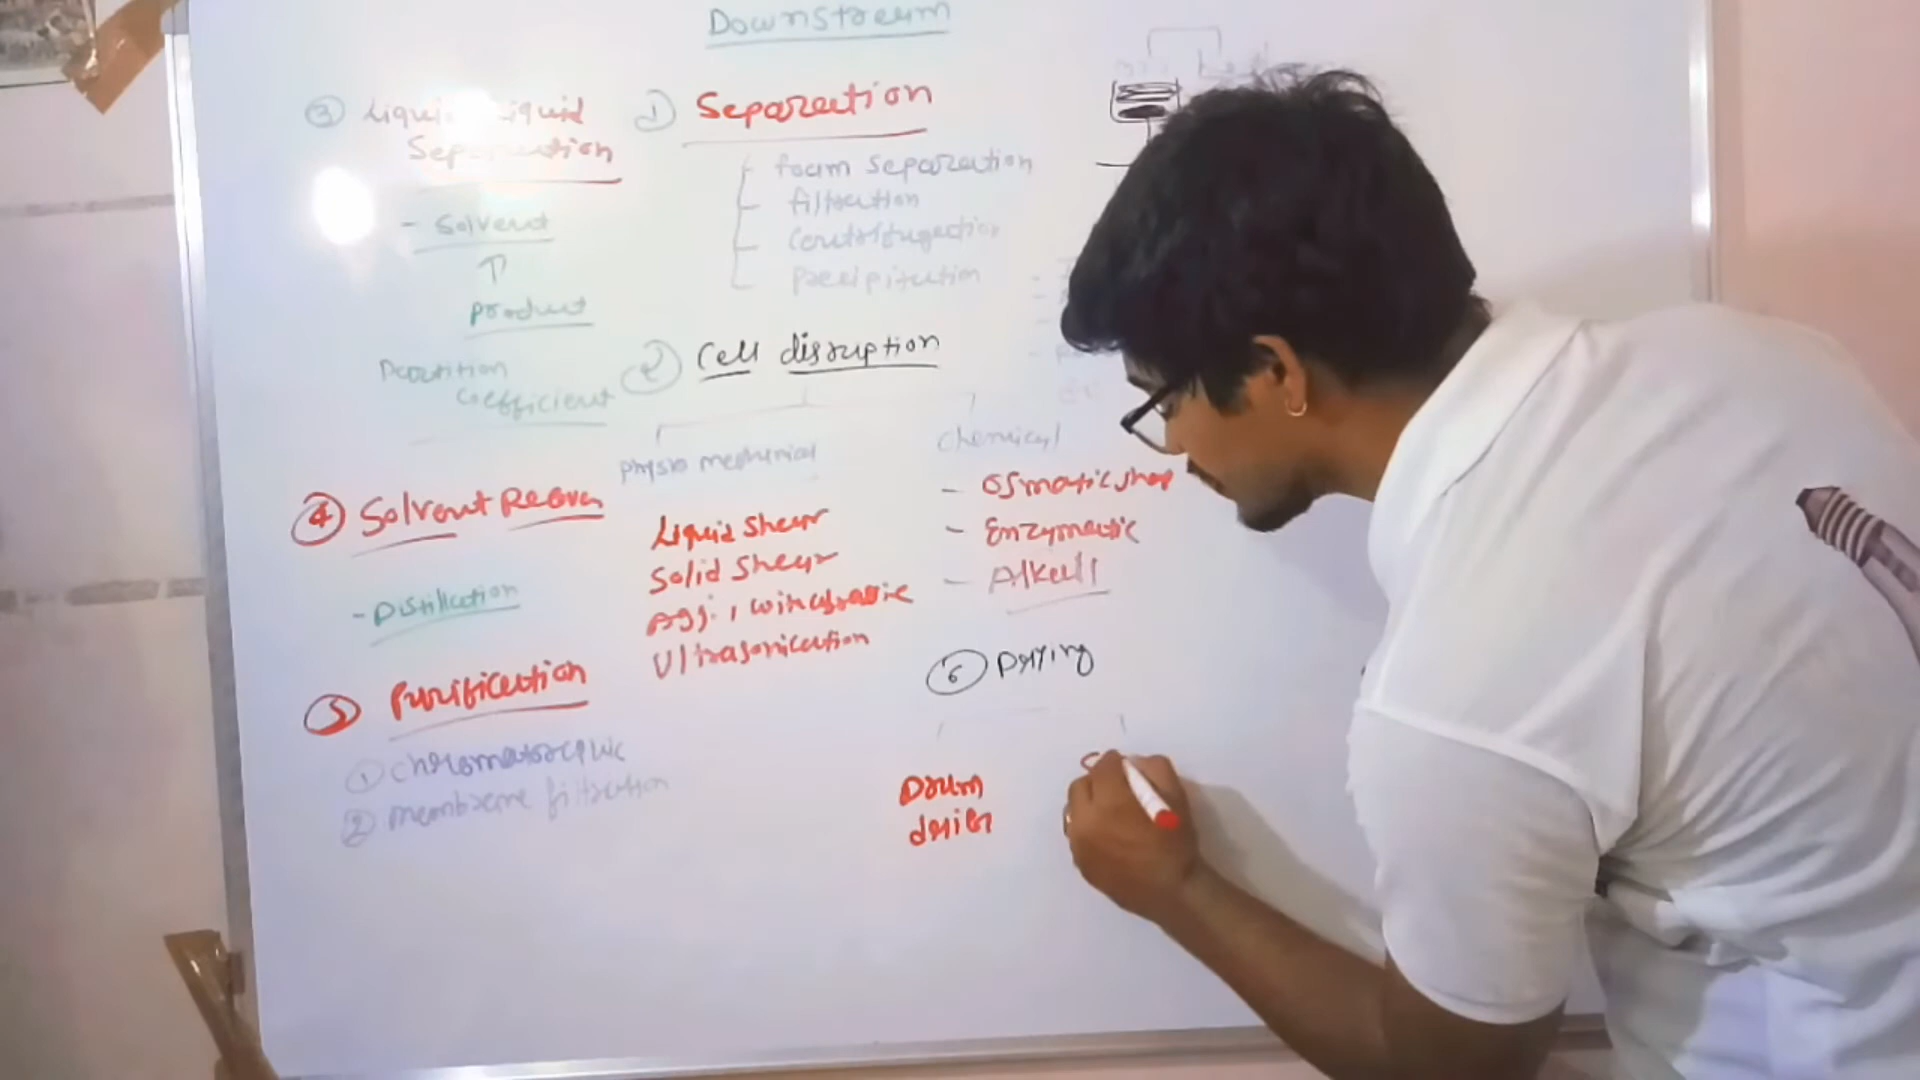 Downstream
① Separation
foam separation
filtration
Centrifugation
precipitation
② Cell disruption
physio mechanical
Liquid Shear
Solid Shear
Ultrasonication
chemical
- Osmotic
- Enzymatic
- Alkali
③ Liquid Liquid
Separation
- Solvent
↑
product
Partition
Coefficient
④ Solvent Recover
- Distillation
⑤ Purification
① chromatographic
② membrane filtration
⑥ Drying
Drum
drier